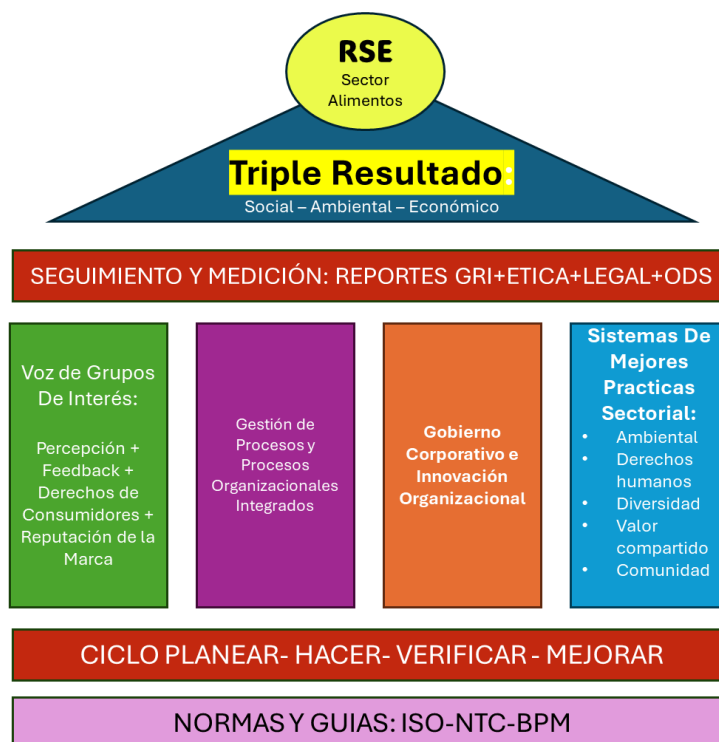 RSE
Sector
Alimentos
Triple Resultado:
Social – Ambiental – Económico
SEGUIMIENTO Y MEDICIÓN: REPORTES GRI+ETICA+LEGAL+ODS
Voz de Grupos
De Interés:
Percepción +
Feedback +
Derechos de
Consumidores +
Reputación de la
Marca
Gestión de
Procesos y
Procesos
Organizacionales
Integrados
Gobierno
Corporativo e
Innovación
Organizacional
Sistemas De
Mejores
Practicas
Sectorial:
• Ambiental
• Derechos
humanos
• Diversidad
• Valor
compartido
• Comunidad
CICLO PLANEAR- HACER- VERIFICAR - MEJORAR
NORMAS Y GUIAS: ISO-NTC-BPM